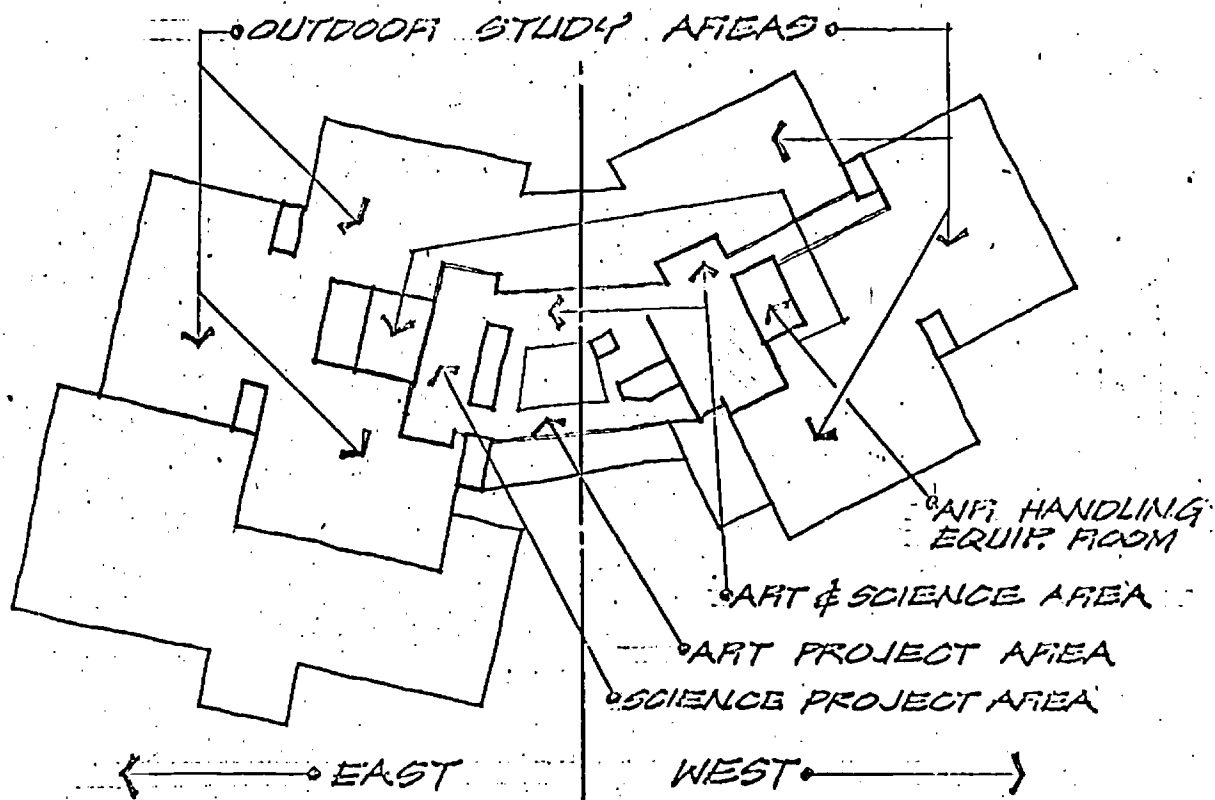 OUTDOOR STUDY AREAS
AIR HANDLING
EQUIP. ROOM
ART & SCIENCE AREA
ART PROJECT AREA
SCIENCE PROJECT AREA
EAST
WEST